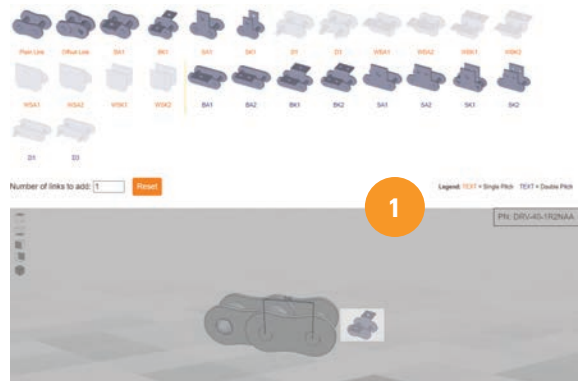 Plain Link Offset Link BA1 BK1 SA1 SK1 D1 D3 WSA1 WSA2 WSK1 WSK2
WSA1 WSA2 WSK1 WSK2 BA1 BA2 BK1 BK2 SA1 SA2 SK1 SK2
D1 D3
Number of links to add: 1 Reset
Legend: TEXT = Single Pitch TEXT = Double Pitch
1
PN: DRV-40-1R2NAA